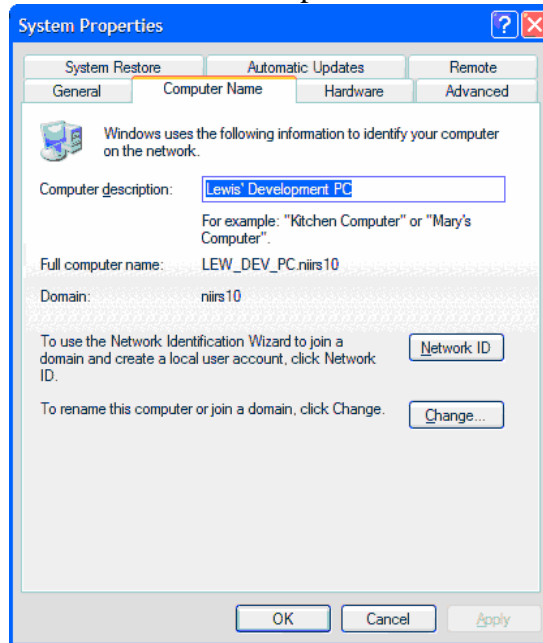 System Properties
System Restore Automatic Updates Remote
General Computer Name Hardware Advanced
Windows uses the following information to identify your computer
on the network.
Computer description: Lewis' Development PC
For example: "Kitchen Computer" or "Mary's
Computer".
Full computer name: LEW_DEV_PC.niirs10
Domain: niirs10
To use the Network Identification Wizard to join a
domain and create a local user account, click Network
ID.
Network ID
To rename this computer or join a domain, click Change.
Change...
OK Cancel Apply